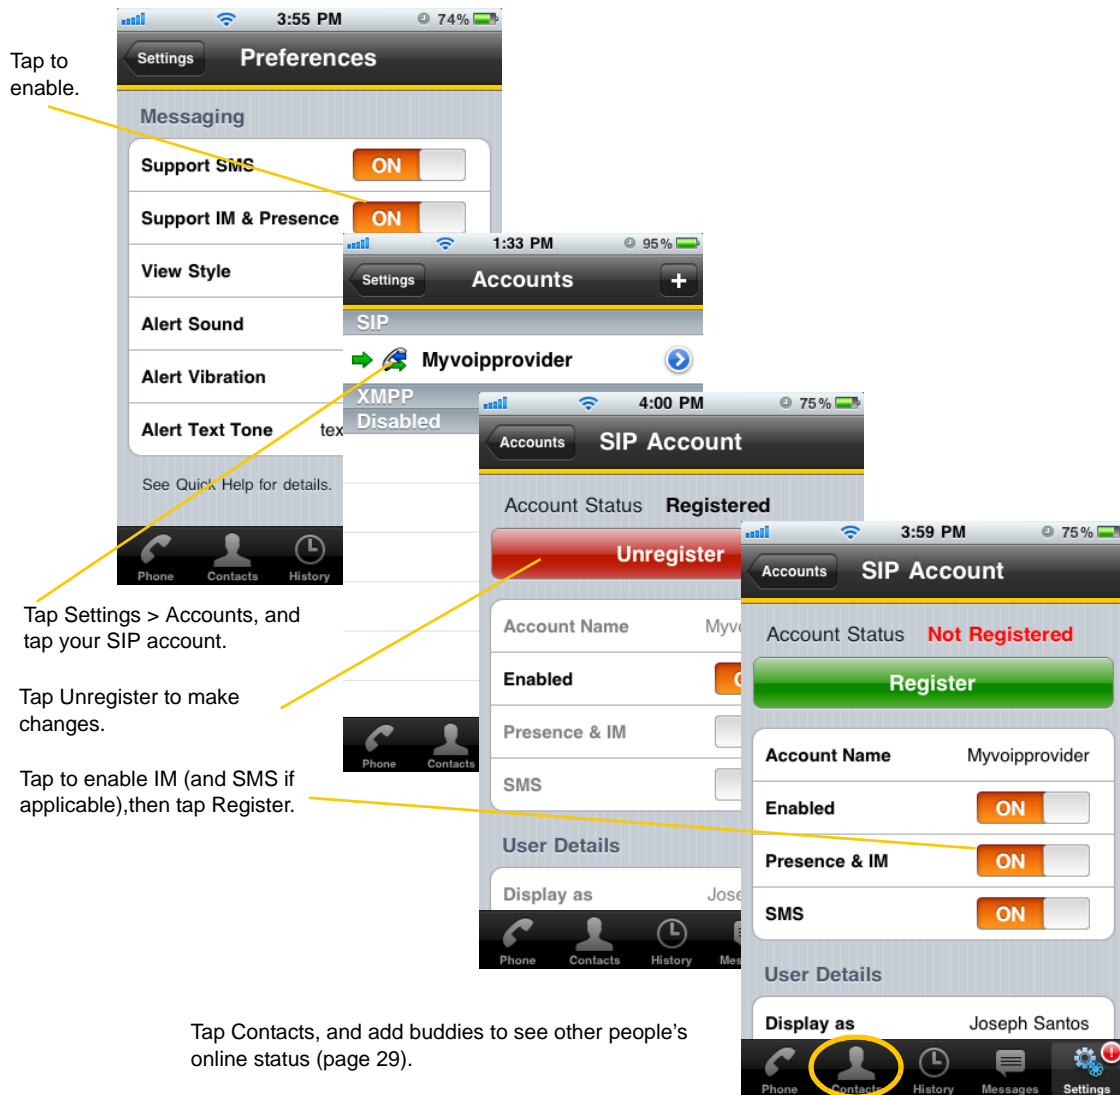 3:55 PM 74%
Settings Preferences
Tap to
enable.
Messaging
Support SMS ON
Support IM & Presence ON
View Style
Alert Sound
Alert Vibration
Alert Text Tone
See Quick Help for details.
Phone Contacts History
1:33 PM 95%
Settings Accounts +
SIP
Myvoipprovider
XMPP
Disabled
Phone Contacts
Tap Settings > Accounts, and
tap your SIP account.
Tap Unregister to make
changes.
Tap to enable IM (and SMS if
applicable),then tap Register.
4:00 PM 75%
Accounts SIP Account
Account Status Registered
Unregister
Account Name
Enabled
Presence & IM
SMS
User Details
Display as
Phone Contacts History
3:59 PM 75%
Accounts SIP Account
Account Status Not Registered
Register
Account Name Myvoipprovider
Enabled ON
Presence & IM ON
SMS ON
User Details
Display as Joseph Santos
Phone Contacts History Messages Settings
Tap Contacts, and add buddies to see other people's
online status (page 29).